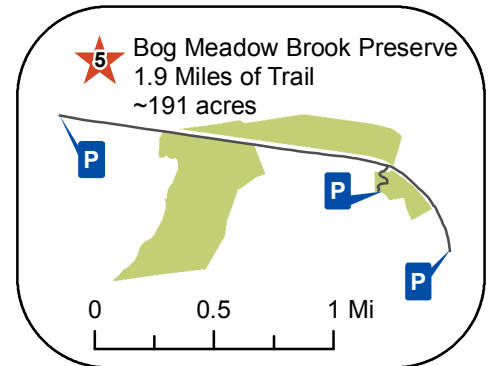 5
Bog Meadow Brook Preserve
1.9 Miles of Trail
~191 acres
P
P
P
0 0.5 1 Mi